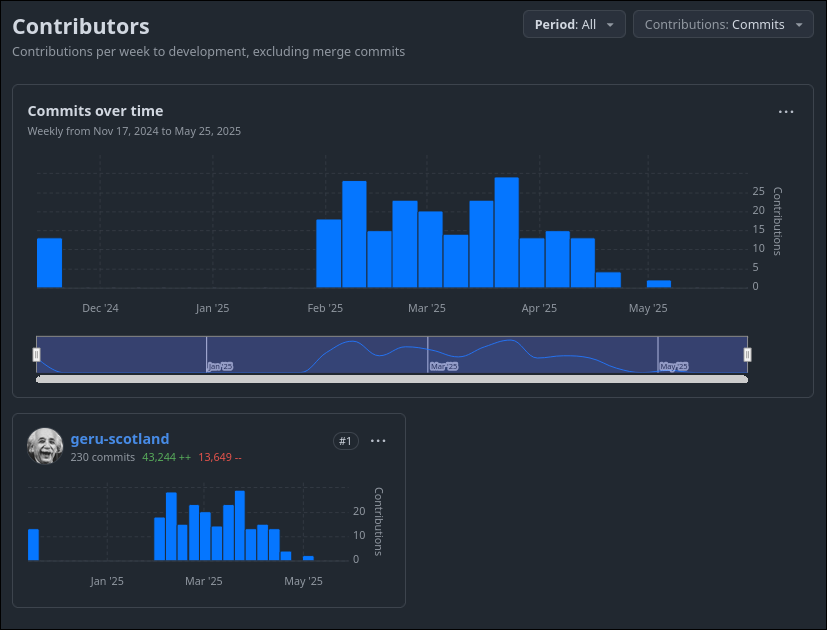 Contributors
Period: All
Contributions: Commits
Contributions per week to development, excluding merge commits
Commits over time
Weekly from Nov 17, 2024 to May 25, 2025
25
20
15
10
5
0
Contributions
Dec '24 Jan '25 Feb '25 Mar '25 Apr '25 May '25
Jan '25 Mar '25 May '25
geru-scotland
#1
230 commits 43,244 ++ 13,649 --
20
10
0
Contributions
Jan '25 Mar '25 May '25